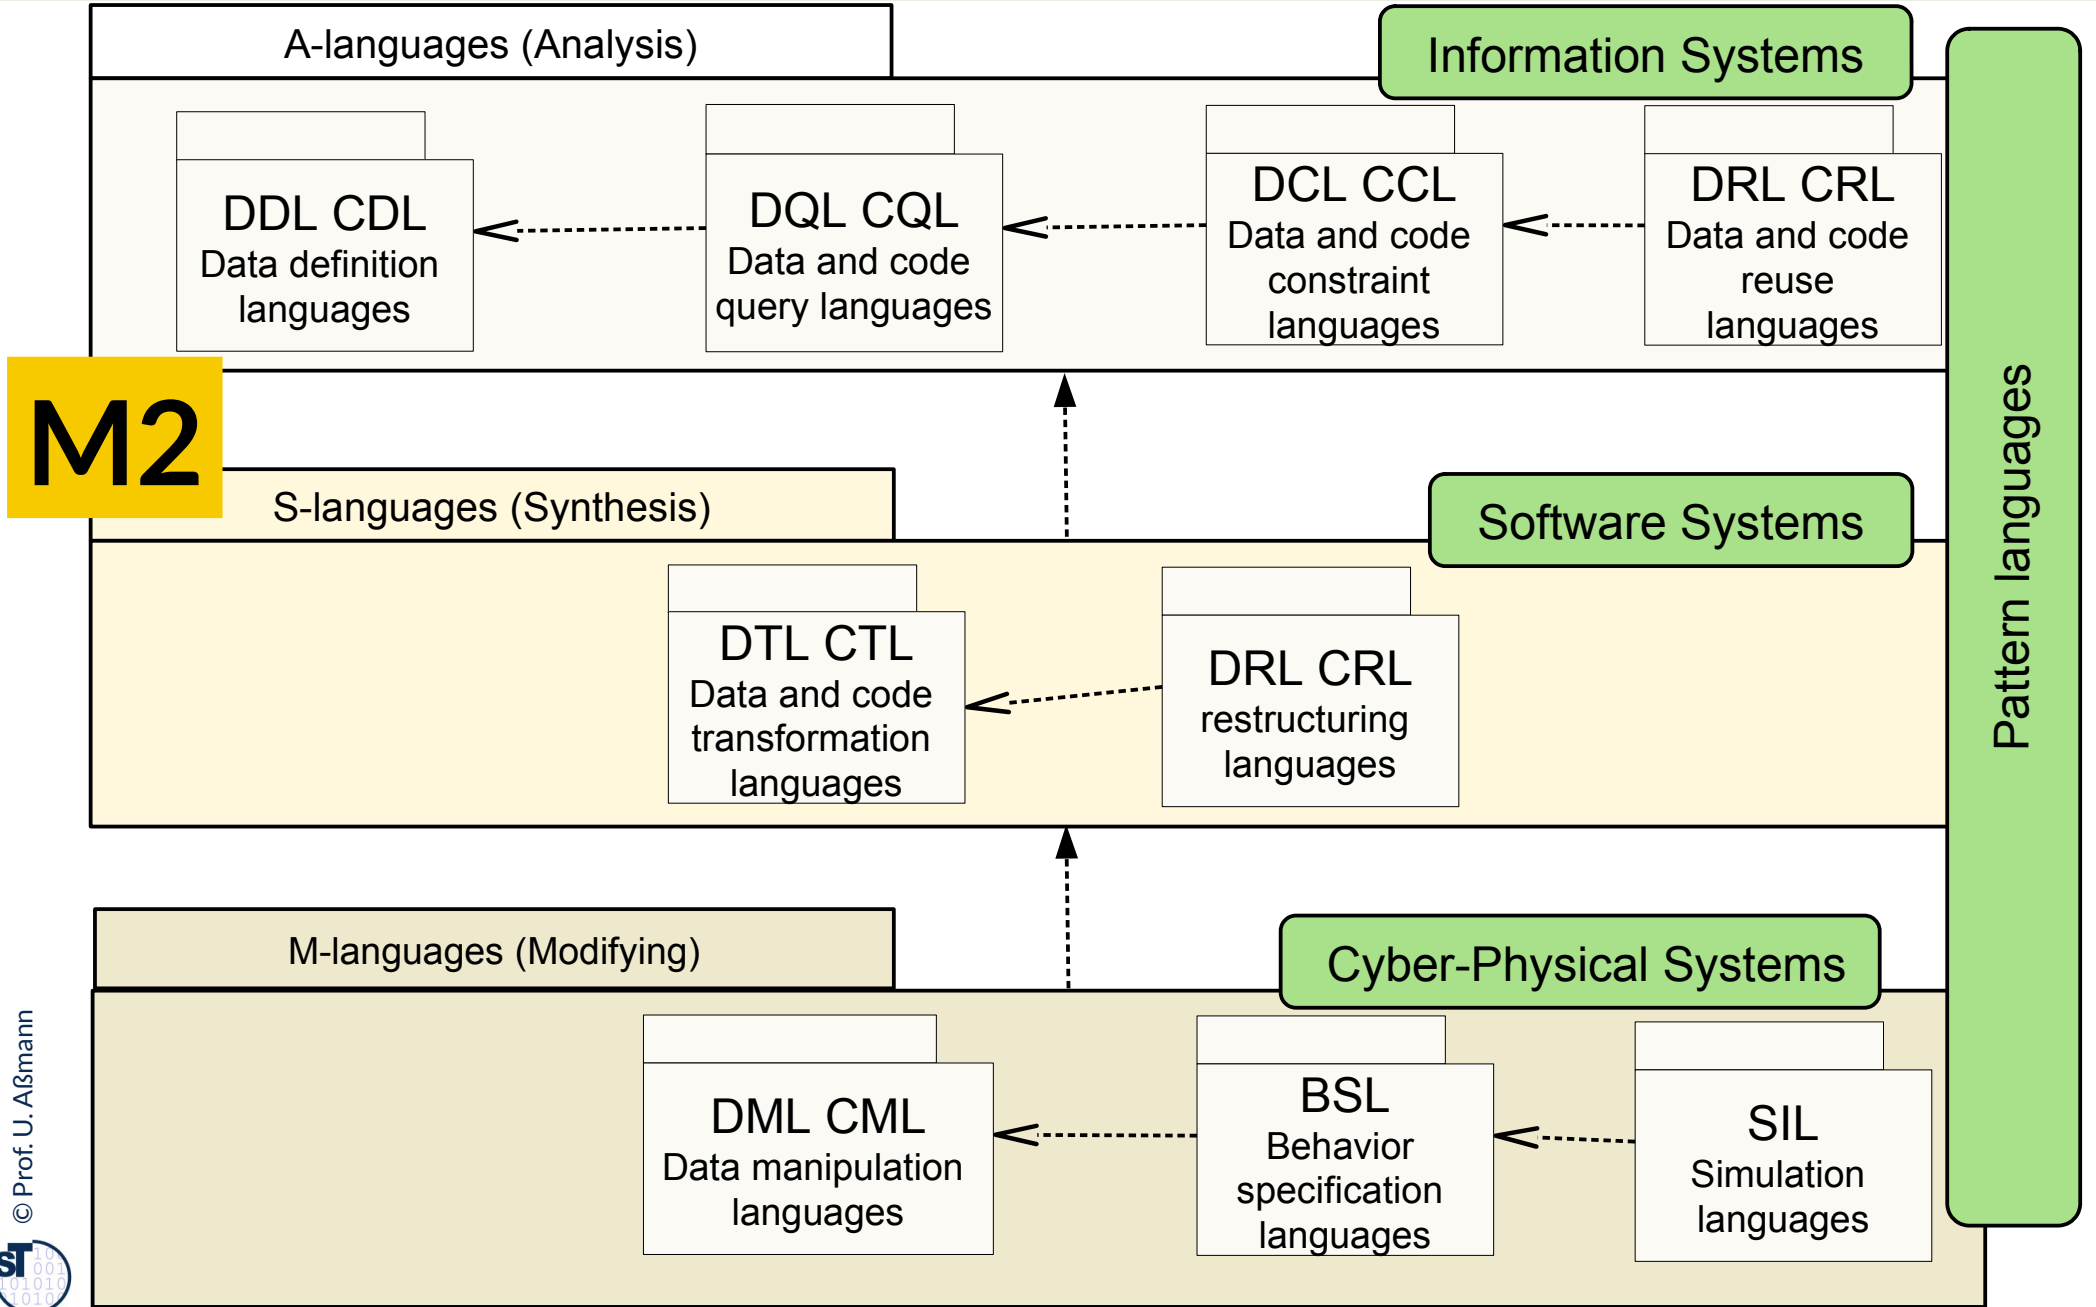 A-languages (Analysis)
Information Systems
DDL CDL
Data definition
languages
DQL CQL
Data and code
query languages
DCL CCL
Data and code
constraint
languages
DRL CRL
Data and code
reuse
languages
M2
Pattern languages
S-languages (Synthesis)
Software Systems
DTL CTL
Data and code
transformation
languages
DRL CRL
restructuring
languages
M-languages (Modifying)
Cyber-Physical Systems
DML CML
Data manipulation
languages
BSL
Behavior
specification
languages
SIL
Simulation
languages
© Prof. U. Aßmann
ST